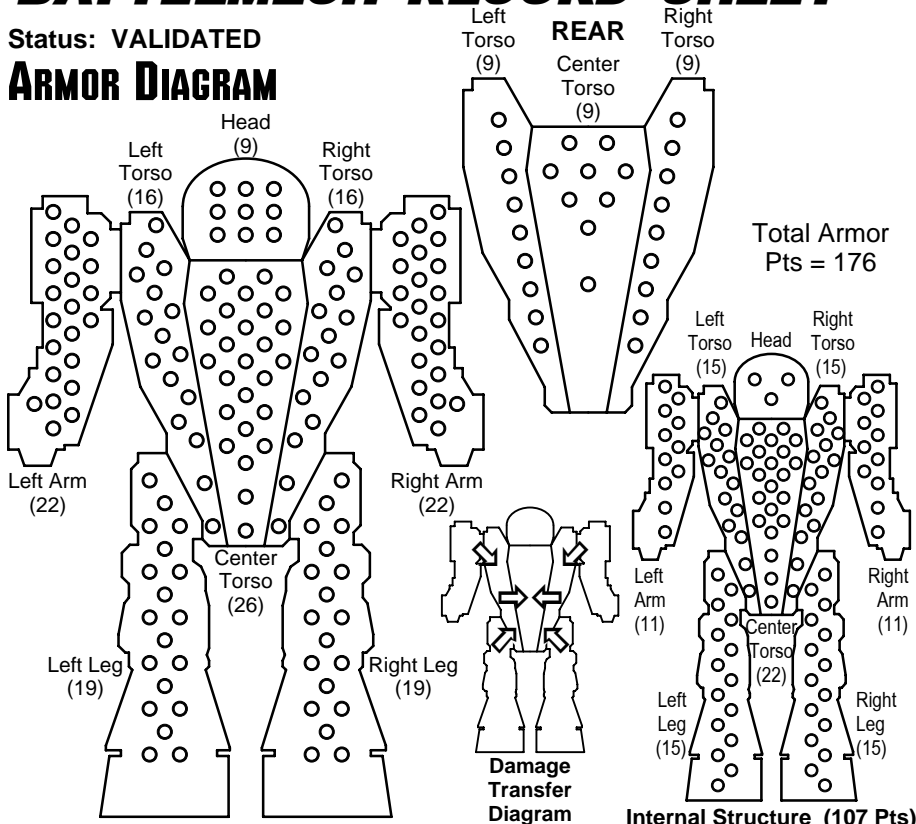 BATTLEMECH RECORD SHEET
Status: VALIDATED
ARMOR DIAGRAM
Head
(9)
Left
Torso
(16)
Right
Torso
(16)
Left Arm
(22)
Right Arm
(22)
Center
Torso
(26)
Left Leg
(19)
Right Leg
(19)
REAR
Left
Torso
(9)
Center
Torso
(9)
Right
Torso
(9)
Total Armor
Pts = 176
Left
Torso
(15)
Head
Right
Torso
(15)
Left
Arm
(11)
Right
Arm
(11)
Center
Torso
(22)
Left
Leg
(15)
Right
Leg
(15)
Damage
Transfer
Diagram
Internal Structure (107 Pts)